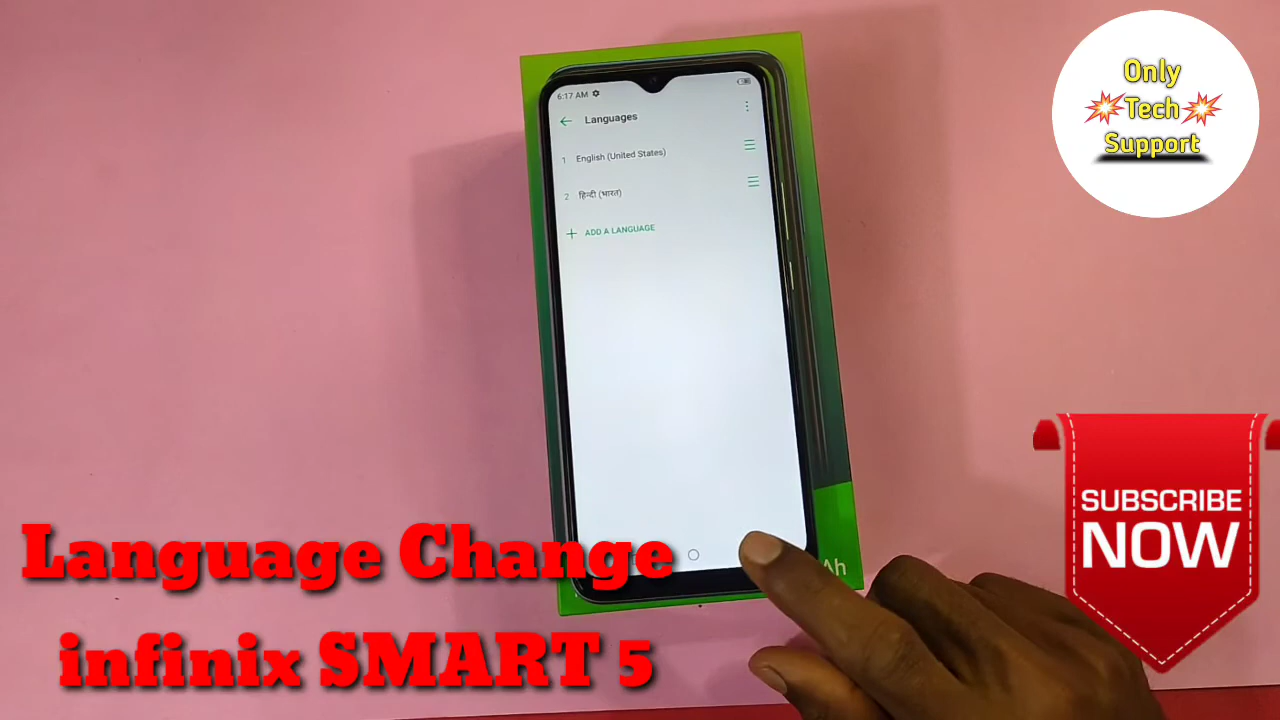 6:17 AM
Languages
1 English (United States)
2 हिन्दी (भारत)
+ ADD A LANGUAGE
Ah
Only
Tech
Support
SUBSCRIBE
NOW
Language Change
infinix SMART 5